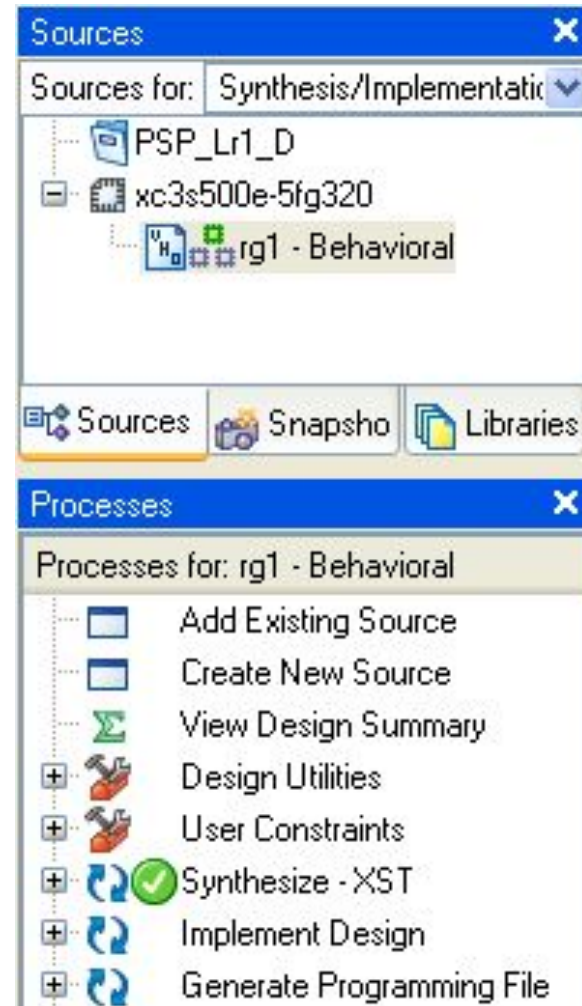 Sources
Sources for: Synthesis/Implementatic
PSP_Lr1_D
xc3s500e-5fg320
rg1 - Behavioral
Sources Snapsho Libraries
Processes
Processes for: rg1 - Behavioral
Add Existing Source
Create New Source
View Design Summary
Design Utilities
User Constraints
Synthesize - XST
Implement Design
Generate Programming File